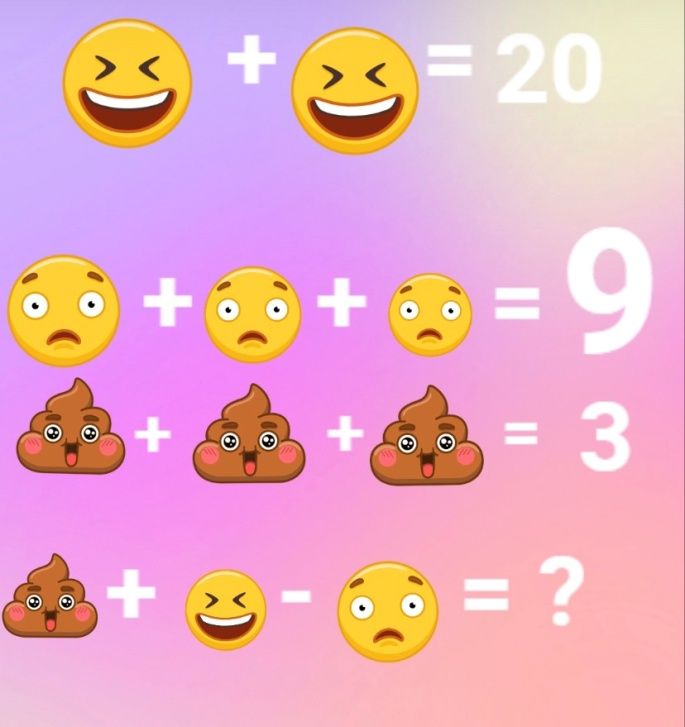 😆 + 😆 = 20
😟 + 😟 + 😟 = 9
💩 + 💩 + 💩 = 3
💩 + 😆 - 😟 = ?